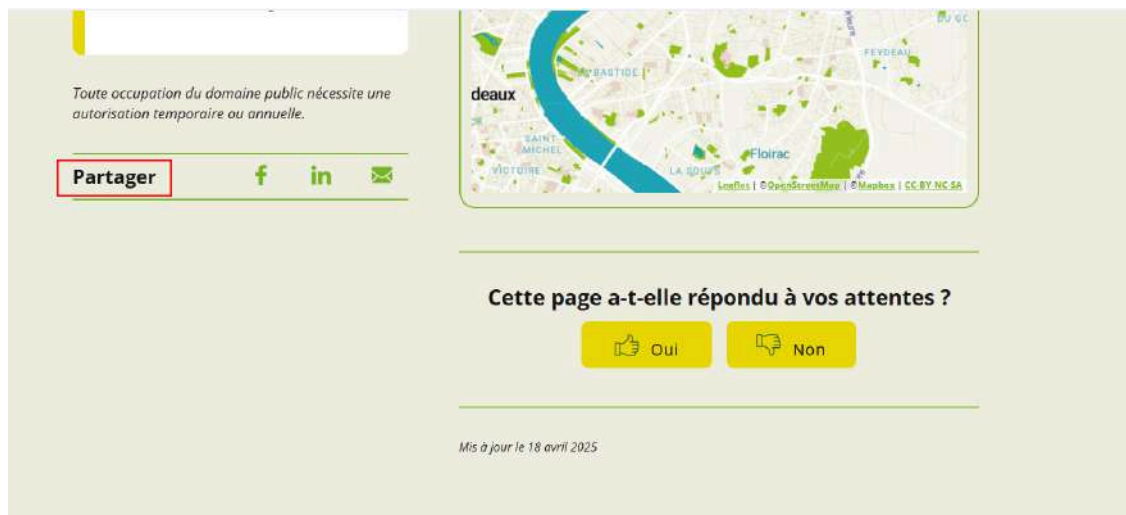 Toute occupation du domaine public nécessite une
autorisation temporaire ou annuelle.
Partager
f in
deaux
BASTIDE
FEYDEAU
SAINT
MICHEL
VICTOIRE
Floirac
LA SOUYS
Leaflet | ©OpenStreetMap | ©Mapbox | CC BY NC SA
Cette page a-t-elle répondu à vos attentes ?
Oui
Non
Mis à jour le 18 avril 2025